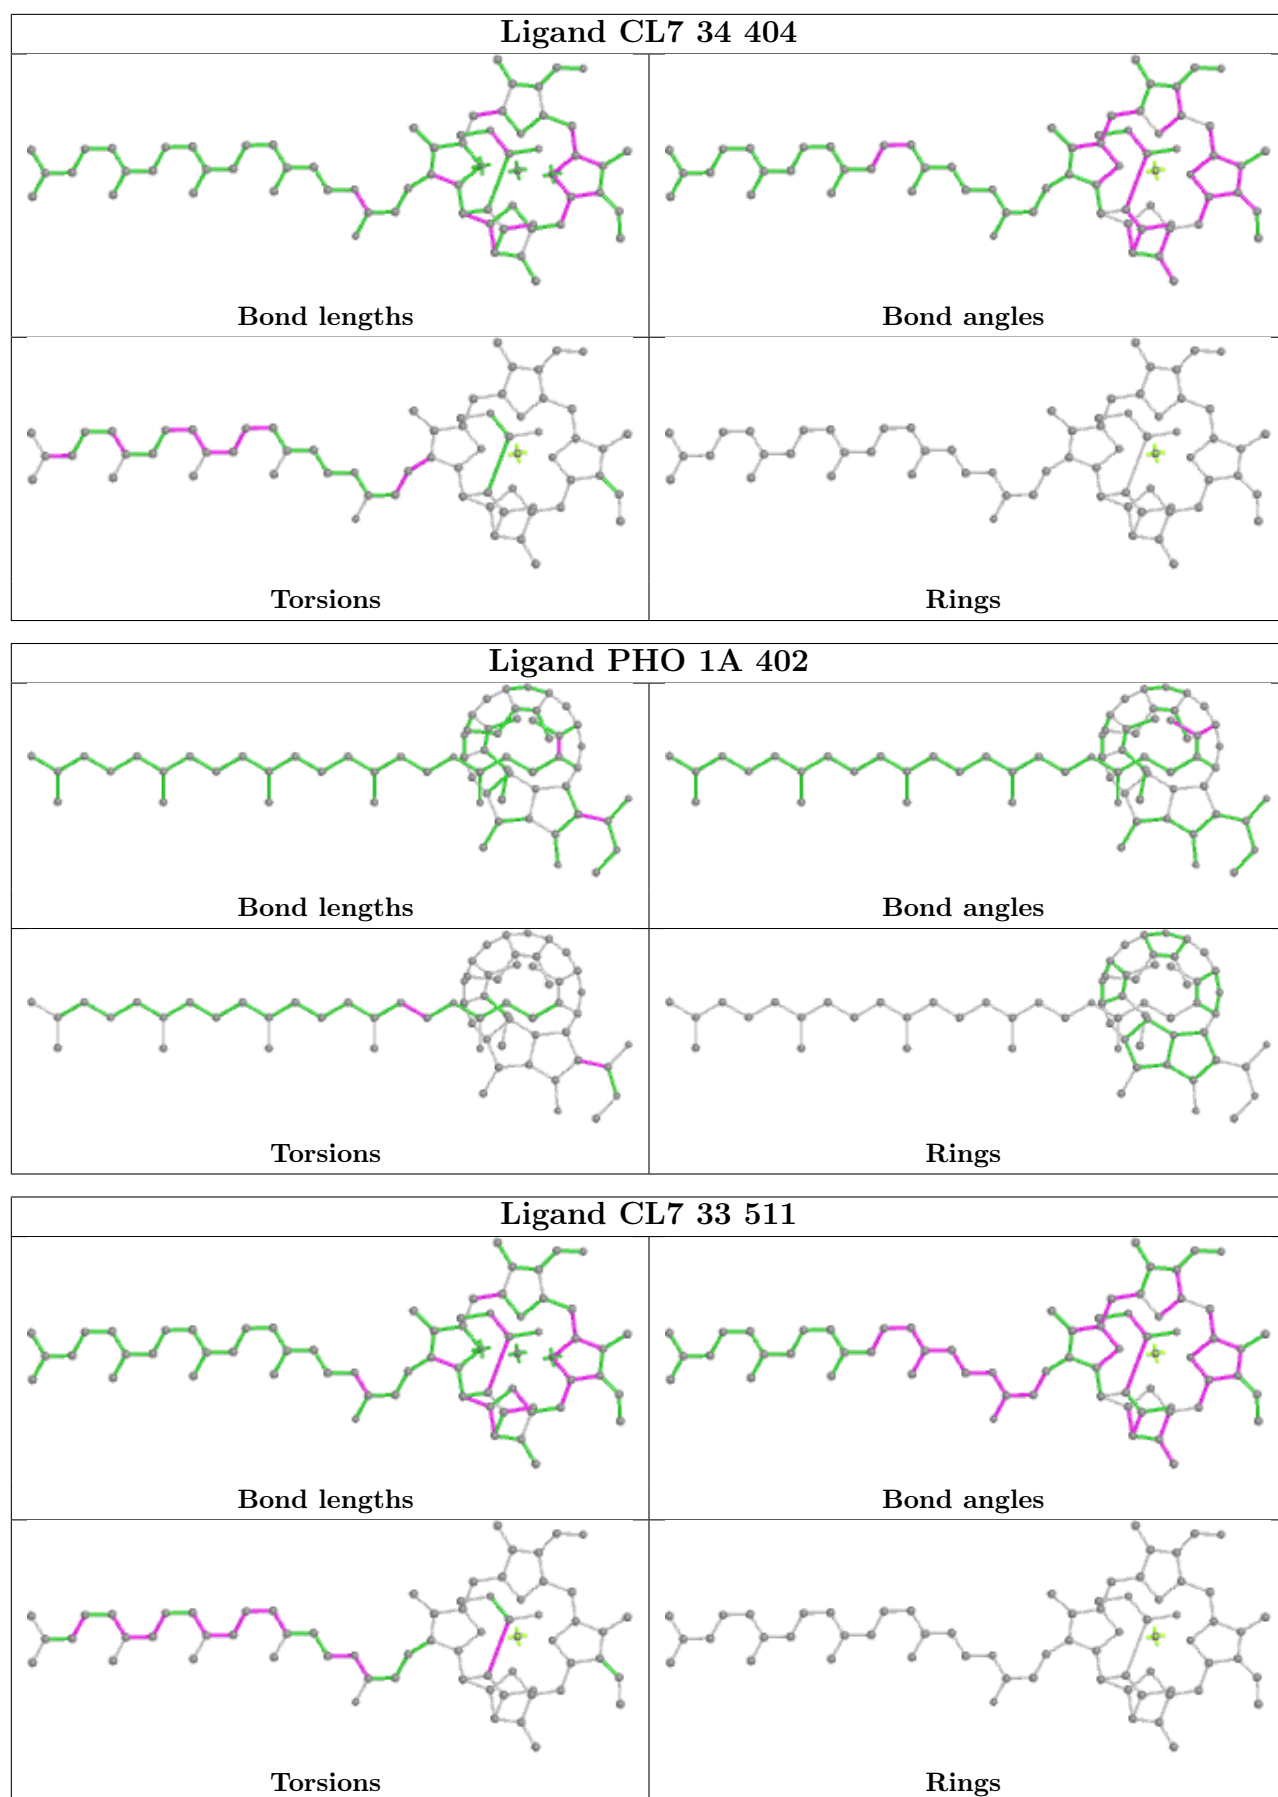 Ligand CL7 34 404
Bond lengths
Bond angles
Torsions
Rings
Ligand PHO 1A 402
Bond lengths
Bond angles
Torsions
Rings
Ligand CL7 33 511
Bond lengths
Bond angles
Torsions
Rings